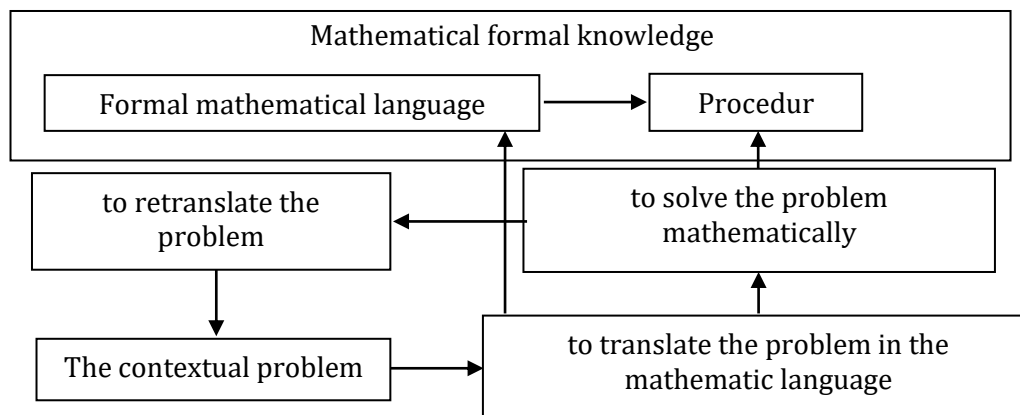 Mathematical formal knowledge
Formal mathematical language
Procedur
to retranslate the
problem
to solve the problem
mathematically
The contextual problem
to translate the problem in the
mathematic language